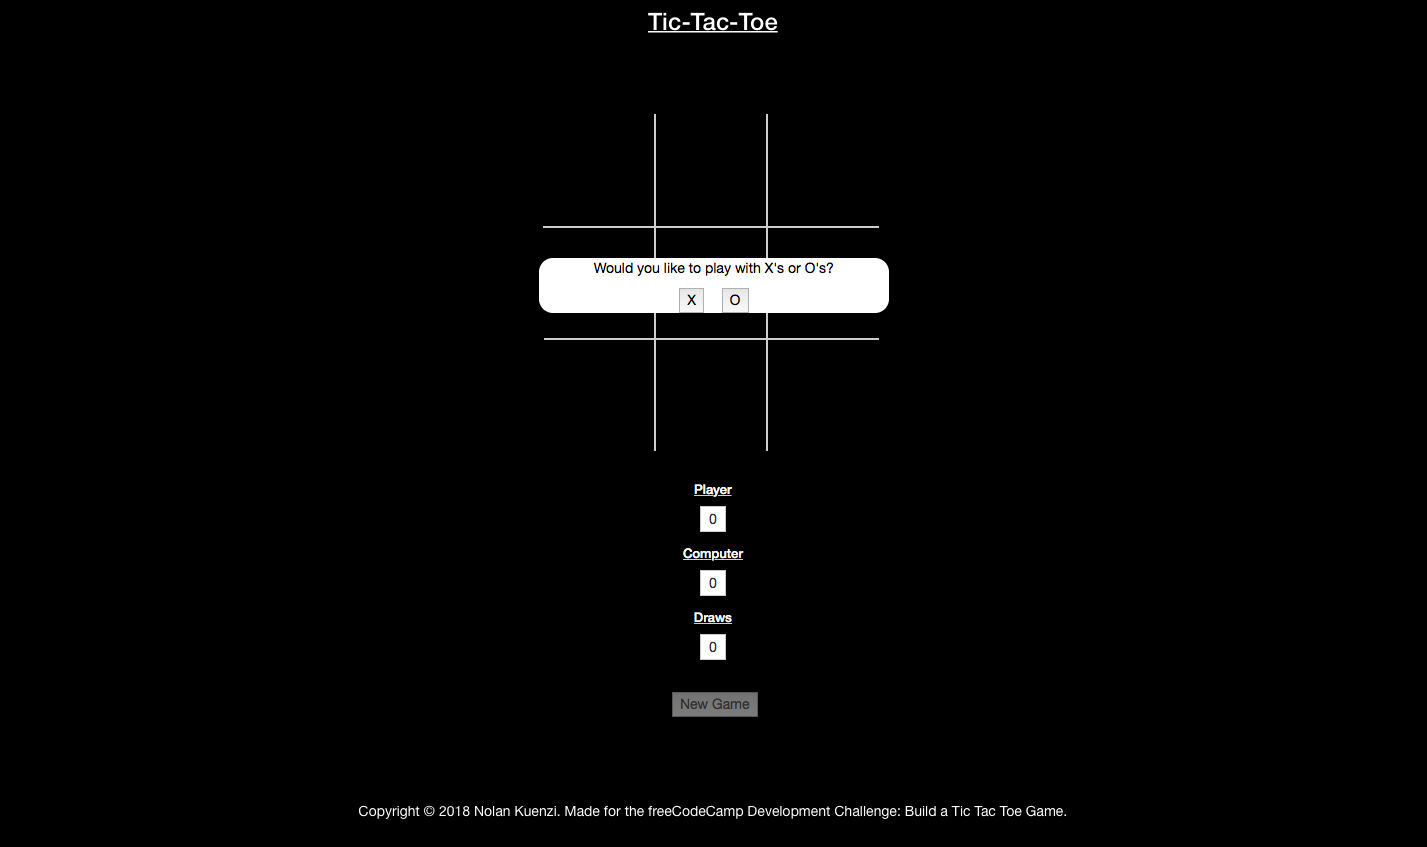 Tic-Tac-Toe
Would you like to play with X's or O's?
X O
Player
0
Computer
0
Draws
0
New Game
Copyright © 2018 Nolan Kuenzi. Made for the freeCodeCamp Development Challenge: Build a Tic Tac Toe Game.